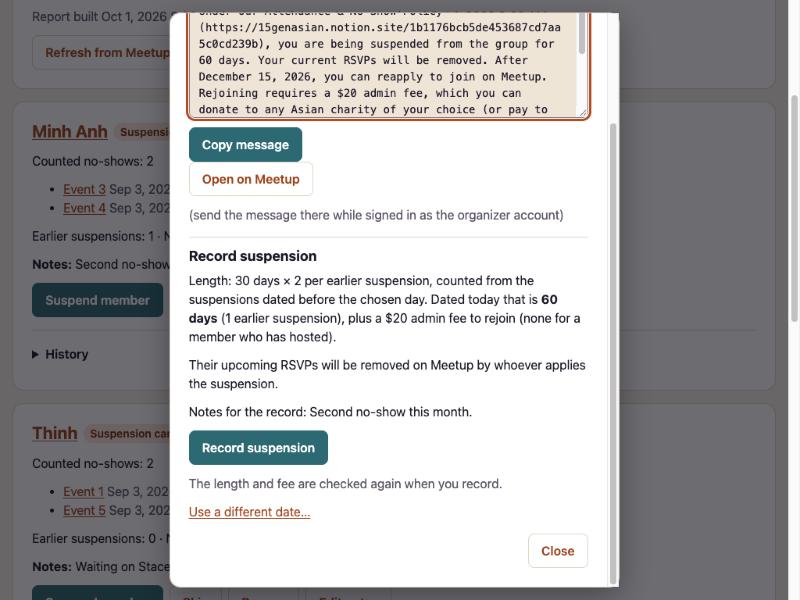 Report built Oct 1, 2026
Refresh from Meetup
(https://15genasian.notion.site/1b1176bcb5de453687cd7aa
5c0cd239b), you are being suspended from the group for
60 days. Your current RSVPs will be removed. After
December 15, 2026, you can reapply to join on Meetup.
Rejoining requires a $20 admin fee, which you can
donate to any Asian charity of your choice (or pay to
Copy message
Open on Meetup
(send the message there while signed in as the organizer account)
Record suspension
Length: 30 days × 2 per earlier suspension, counted from the
suspensions dated before the chosen day. Dated today that is 60
days (1 earlier suspension), plus a $20 admin fee to rejoin (none for a
member who has hosted).
Their upcoming RSVPs will be removed on Meetup by whoever applies
the suspension.
Notes for the record: Second no-show this month.
Record suspension
The length and fee are checked again when you record.
Use a different date...
Close
Minh Anh
Counted no-shows: 2
Event 3 Sep 3, 202
Event 4 Sep 3, 202
Earlier suspensions: 1 ·
Notes: Second no-show
Suspend member
History
Thinh Suspension
Counted no-shows: 2
Event 1 Sep 3, 202
Event 5 Sep 3, 202
Earlier suspensions: 0 ·
Notes: Waiting on